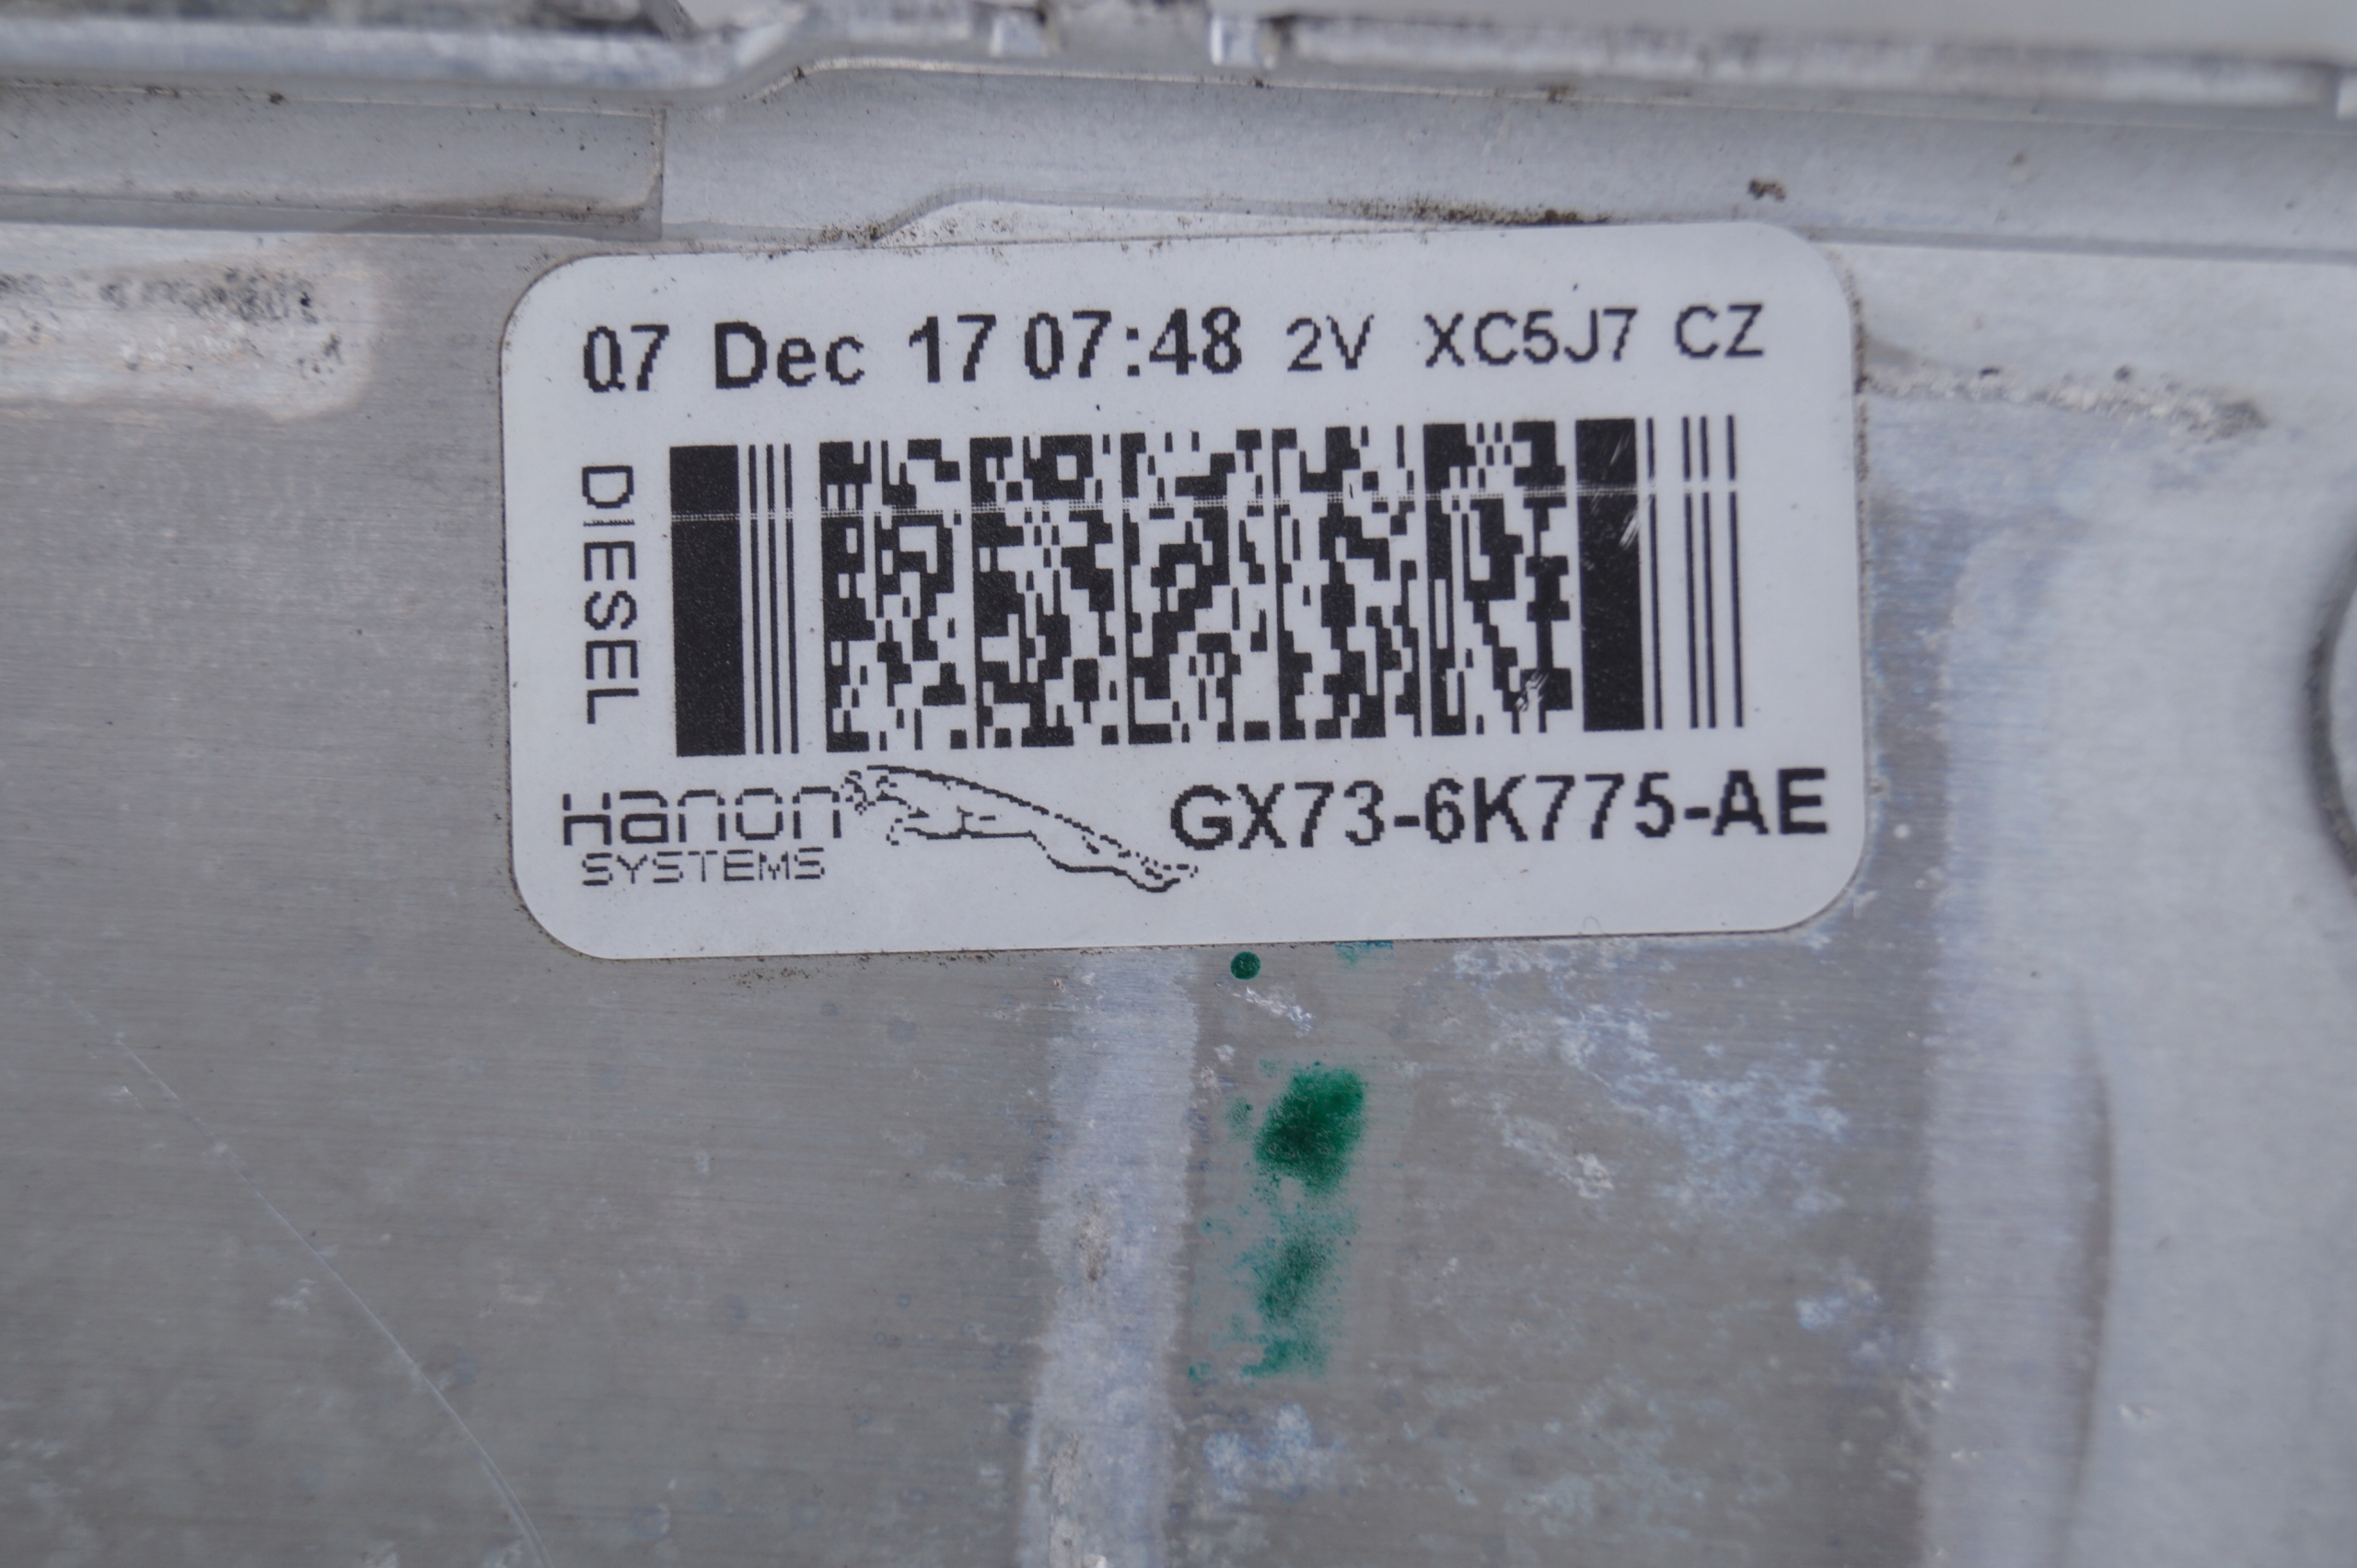 07 Dec 17 07:48 2V XC5J7 CZ
DIESEL
Hanon
SYSTEMS
GX73-6K775-AE